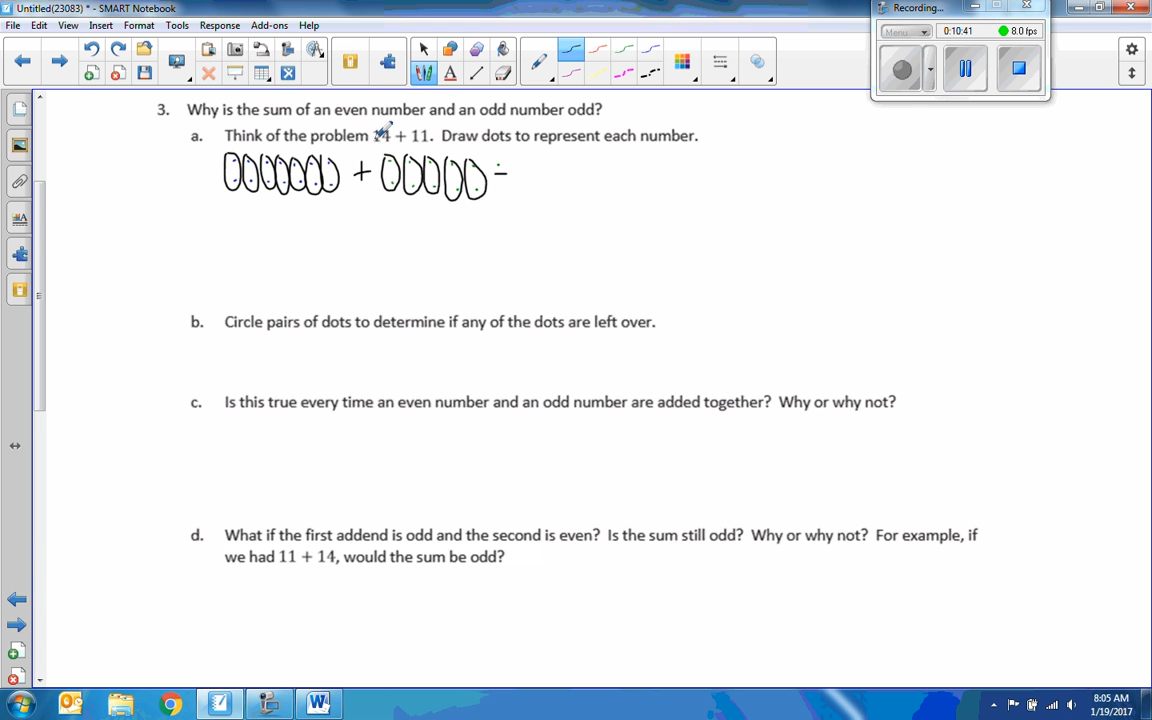 Untitled(23083) * - SMART Notebook
Recording...
File Edit View Insert Format Tools Response Add-ons Help
Menu 0:10:41 8.0 fps
3. Why is the sum of an even number and an odd number odd?
a. Think of the problem 14 + 11. Draw dots to represent each number.
+ =
b. Circle pairs of dots to determine if any of the dots are left over.
c. Is this true every time an even number and an odd number are added together? Why or why not?
d. What if the first addend is odd and the second is even? Is the sum still odd? Why or why not? For example, if
we had 11 + 14, would the sum be odd?
8:05 AM
1/19/2017